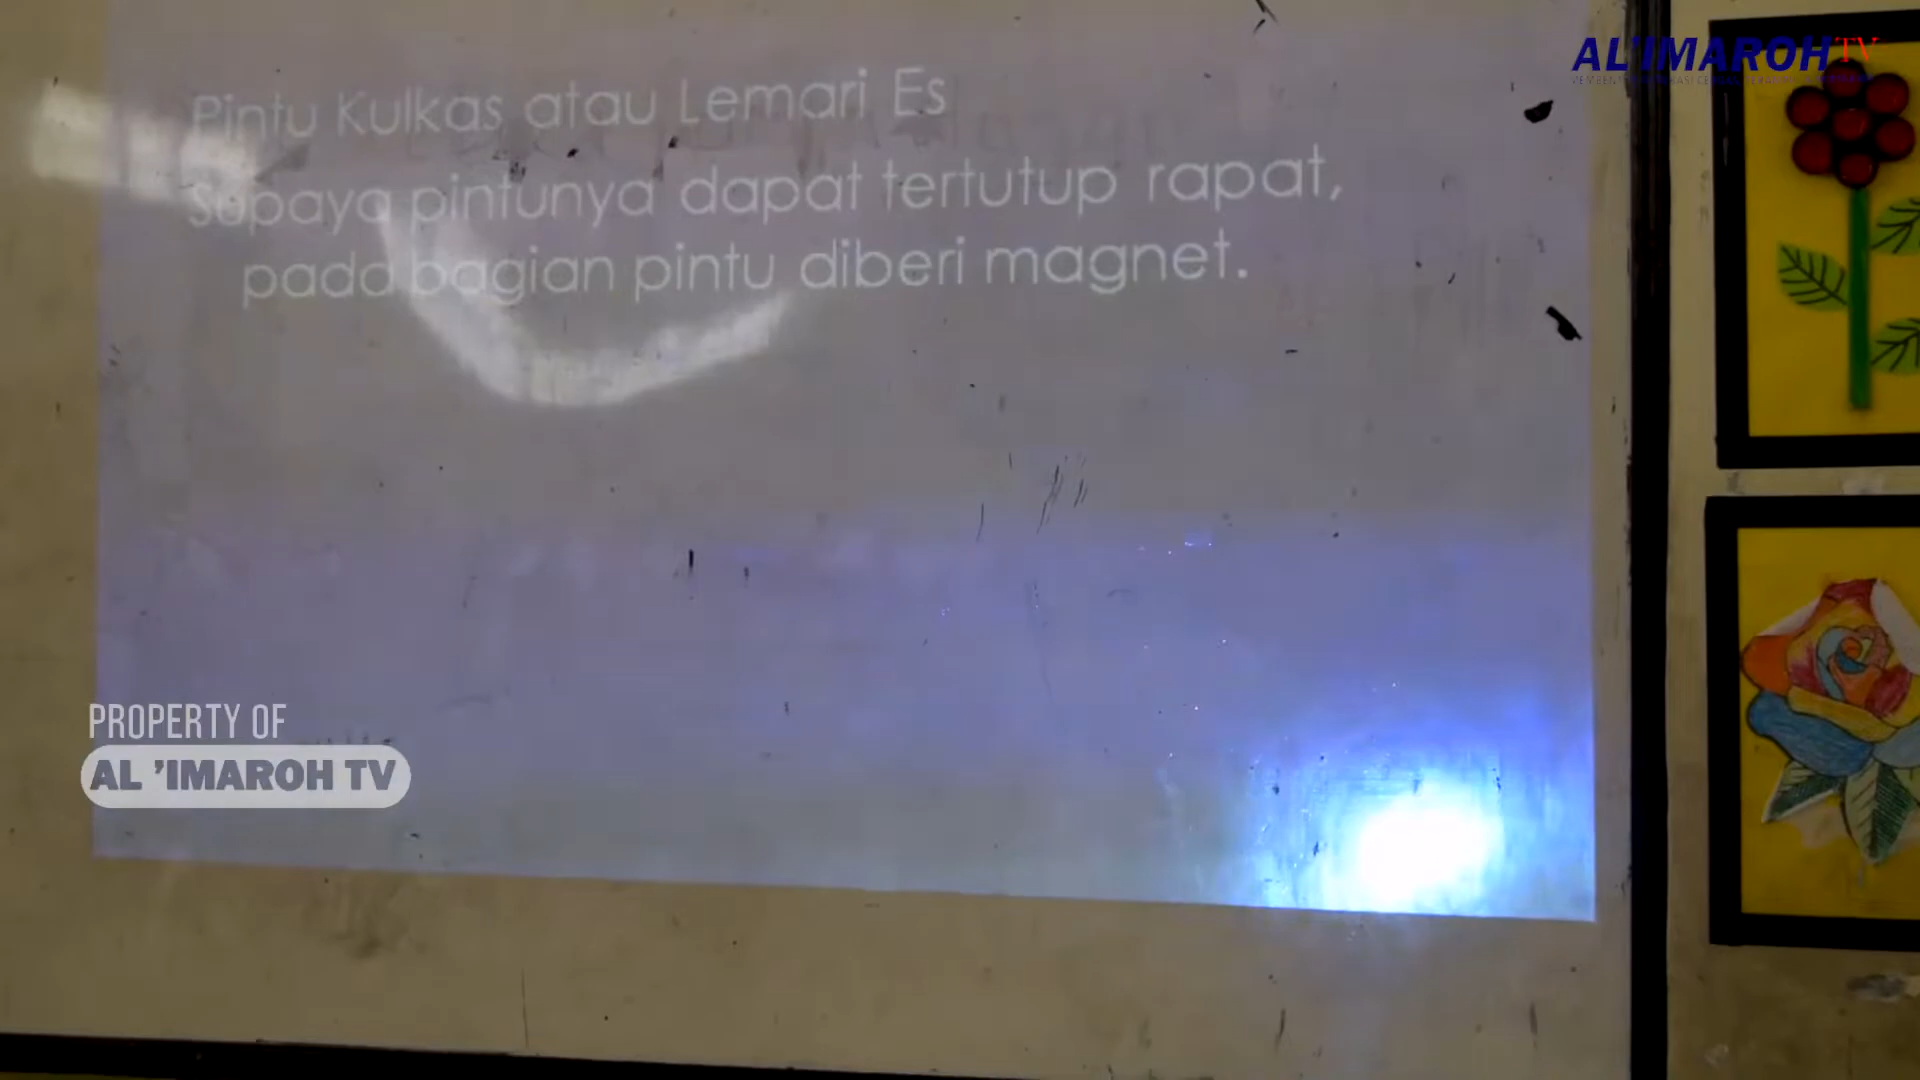 AL'IMAROH TV
Pintu Kulkas atau Lemari Es
Supaya pintunya dapat tertutup rapat,
pada bagian pintu diberi magnet.
PROPERTY OF
AL 'IMAROH TV